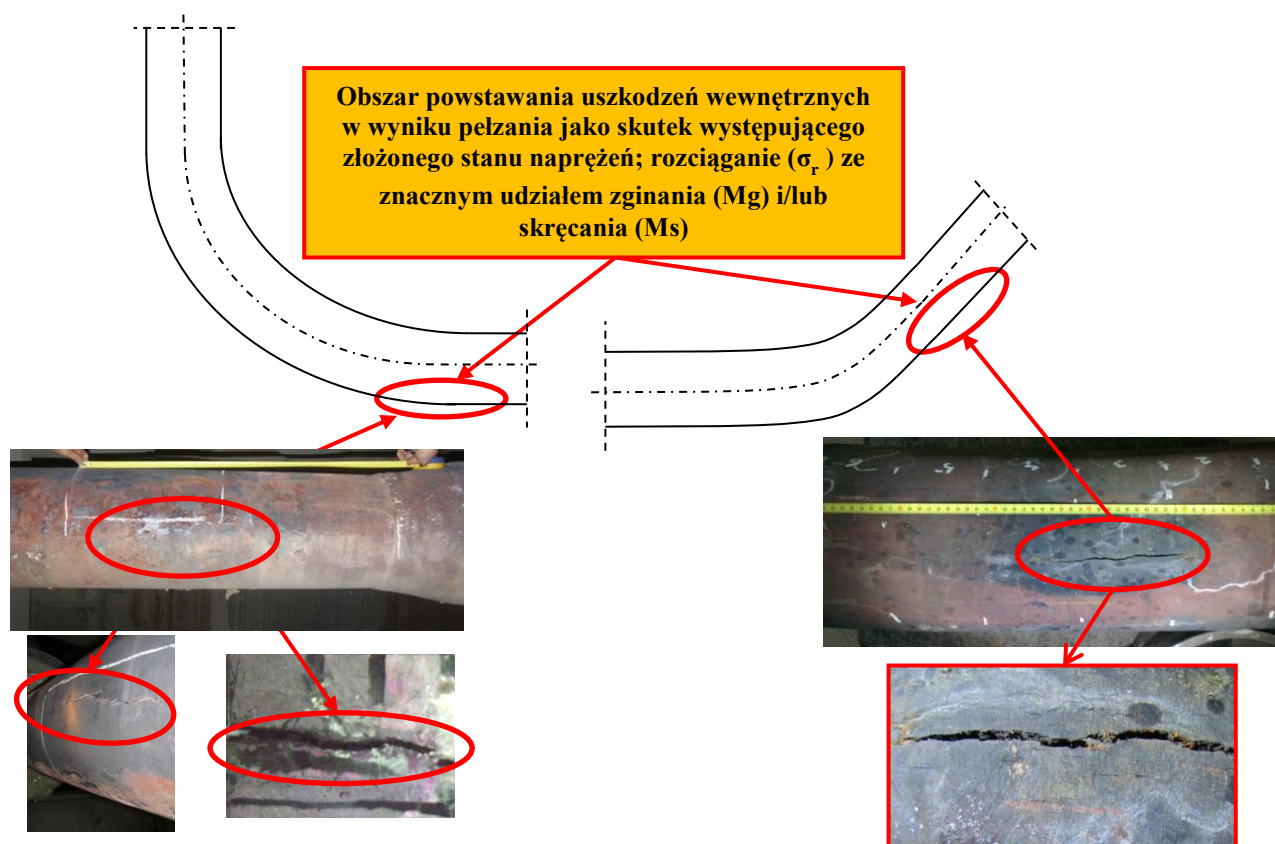 Obszar powstawania uszkodzeń wewnętrznych
w wyniku pełzania jako skutek występującego
złożonego stanu naprężeń; rozciąganie (σr ) ze
znacznym udziałem zginania (Mg) i/lub
skręcania (Ms)